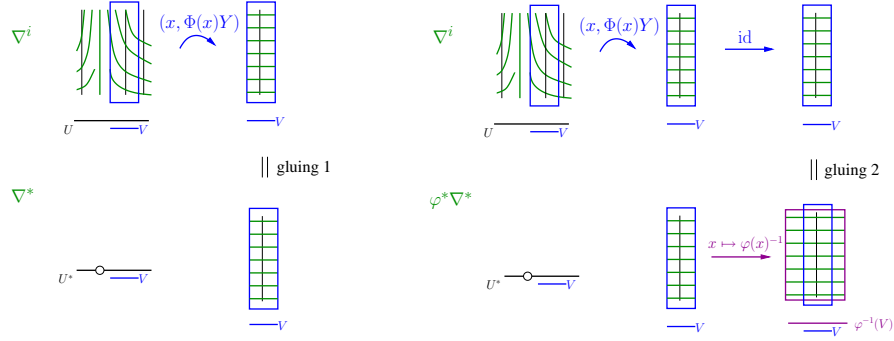 ∇^i
(x, Φ(x)Y)
U
V
V
gluing 1
∇^*
U^*
V
V
∇^i
(x, Φ(x)Y)
id
U
V
V
V
gluing 2
φ^*∇^*
x ↦ φ(x)^{-1}
U^*
V
V
φ^{-1}(V)
V